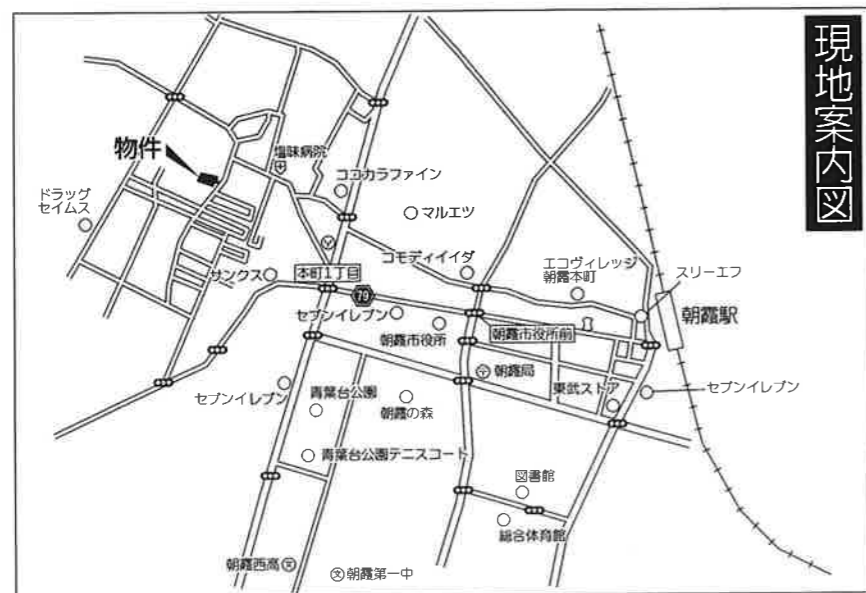 現地案内図
物件
塩味病院
ココカラファイン
マルエツ
ドラッグ
セイムス
コモディイイダ
エコヴィレッジ
朝霞本町
スリーエフ
サンクス
本町1丁目
79
セブンイレブン
朝霞市役所
朝霞市役所前
朝霞駅
朝霞局
東武ストア
セブンイレブン
セブンイレブン
青葉台公園
朝霞の森
青葉台公園テニスコート
図書館
総合体育館
朝霞西高
文
文
朝霞第一中